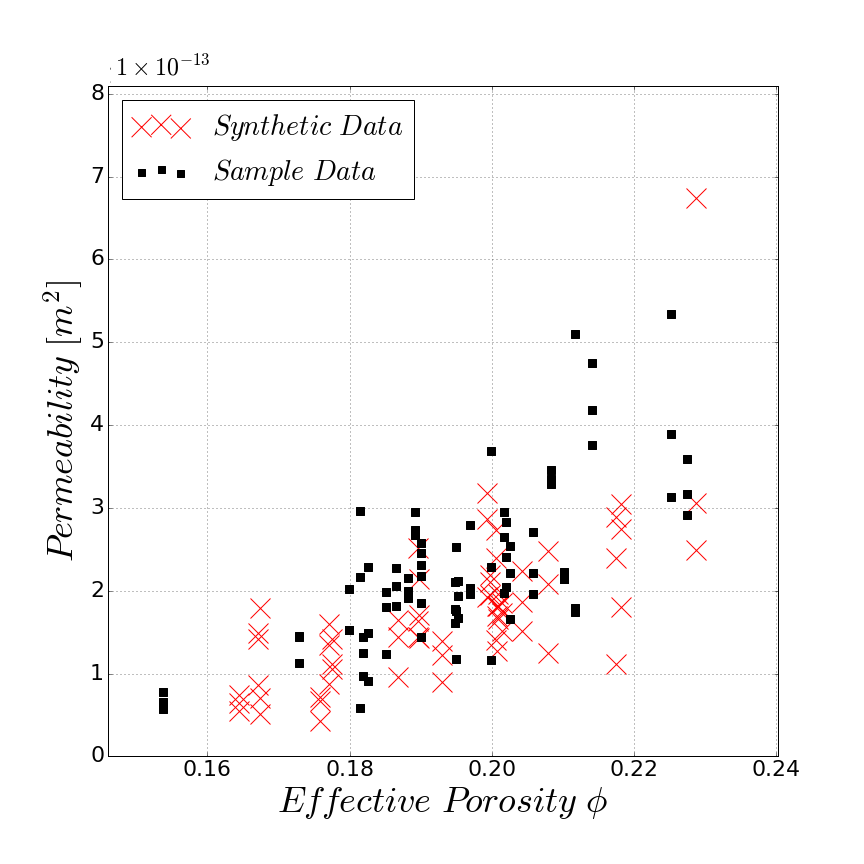 1×10⁻¹³
8
7
6
5
4
3
2
1
0
Synthetic Data
Sample Data
Permeability [m²]
0.16 0.18 0.20 0.22 0.24
Effective Porosity ϕ